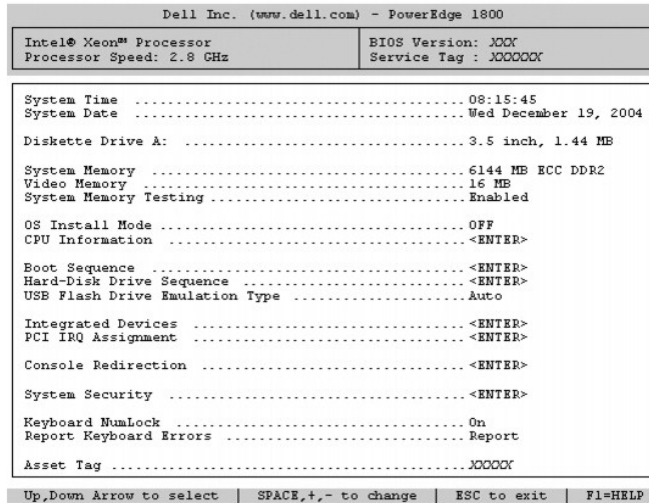 Dell Inc. (www.dell.com) - PowerEdge 1800
Intel® Xeon™ Processor
Processor Speed: 2.8 GHz
BIOS Version: XXX
Service Tag : XXXXXX
System Time ........................................ 08:15:45
System Date ........................................ Wed December 19, 2004
Diskette Drive A: .................................. 3.5 inch, 1.44 MB
System Memory ...................................... 6144 MB ECC DDR2
Video Memory ....................................... 16 MB
System Memory Testing .............................. Enabled
OS Install Mode .................................... OFF
CPU Information .................................... <ENTER>
Boot Sequence ...................................... <ENTER>
Hard-Disk Drive Sequence ........................... <ENTER>
USB Flash Drive Emulation Type ..................... Auto
Integrated Devices ................................. <ENTER>
PCI IRQ Assignment ................................. <ENTER>
Console Redirection ................................ <ENTER>
System Security .................................... <ENTER>
Keyboard NumLock ................................... On
Report Keyboard Errors ............................. Report
Asset Tag .......................................... XXXXX
Up,Down Arrow to select | SPACE,+,- to change | ESC to exit | F1=HELP